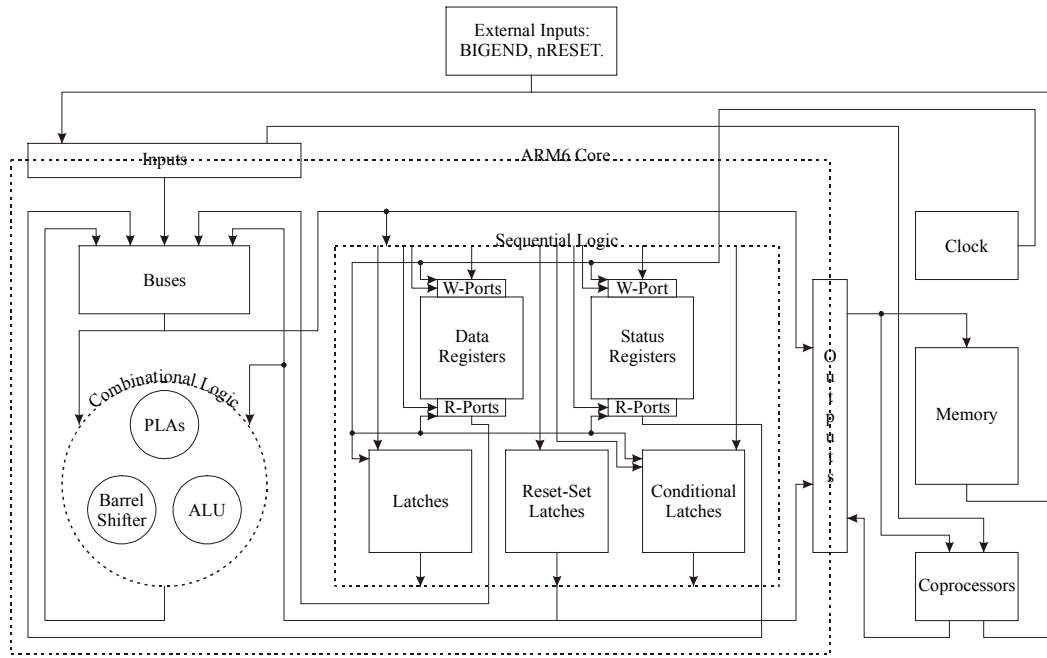 External Inputs:
BIGEND, nRESET.
Inputs
ARM6 Core
Sequential Logic
Clock
Buses
W-Ports
W-Port
Data
Registers
Status
Registers
Outputs
Combinational Logic
R-Ports
R-Ports
PLAs
Memory
Barrel
Shifter
ALU
Latches
Reset-Set
Latches
Conditional
Latches
Coprocessors